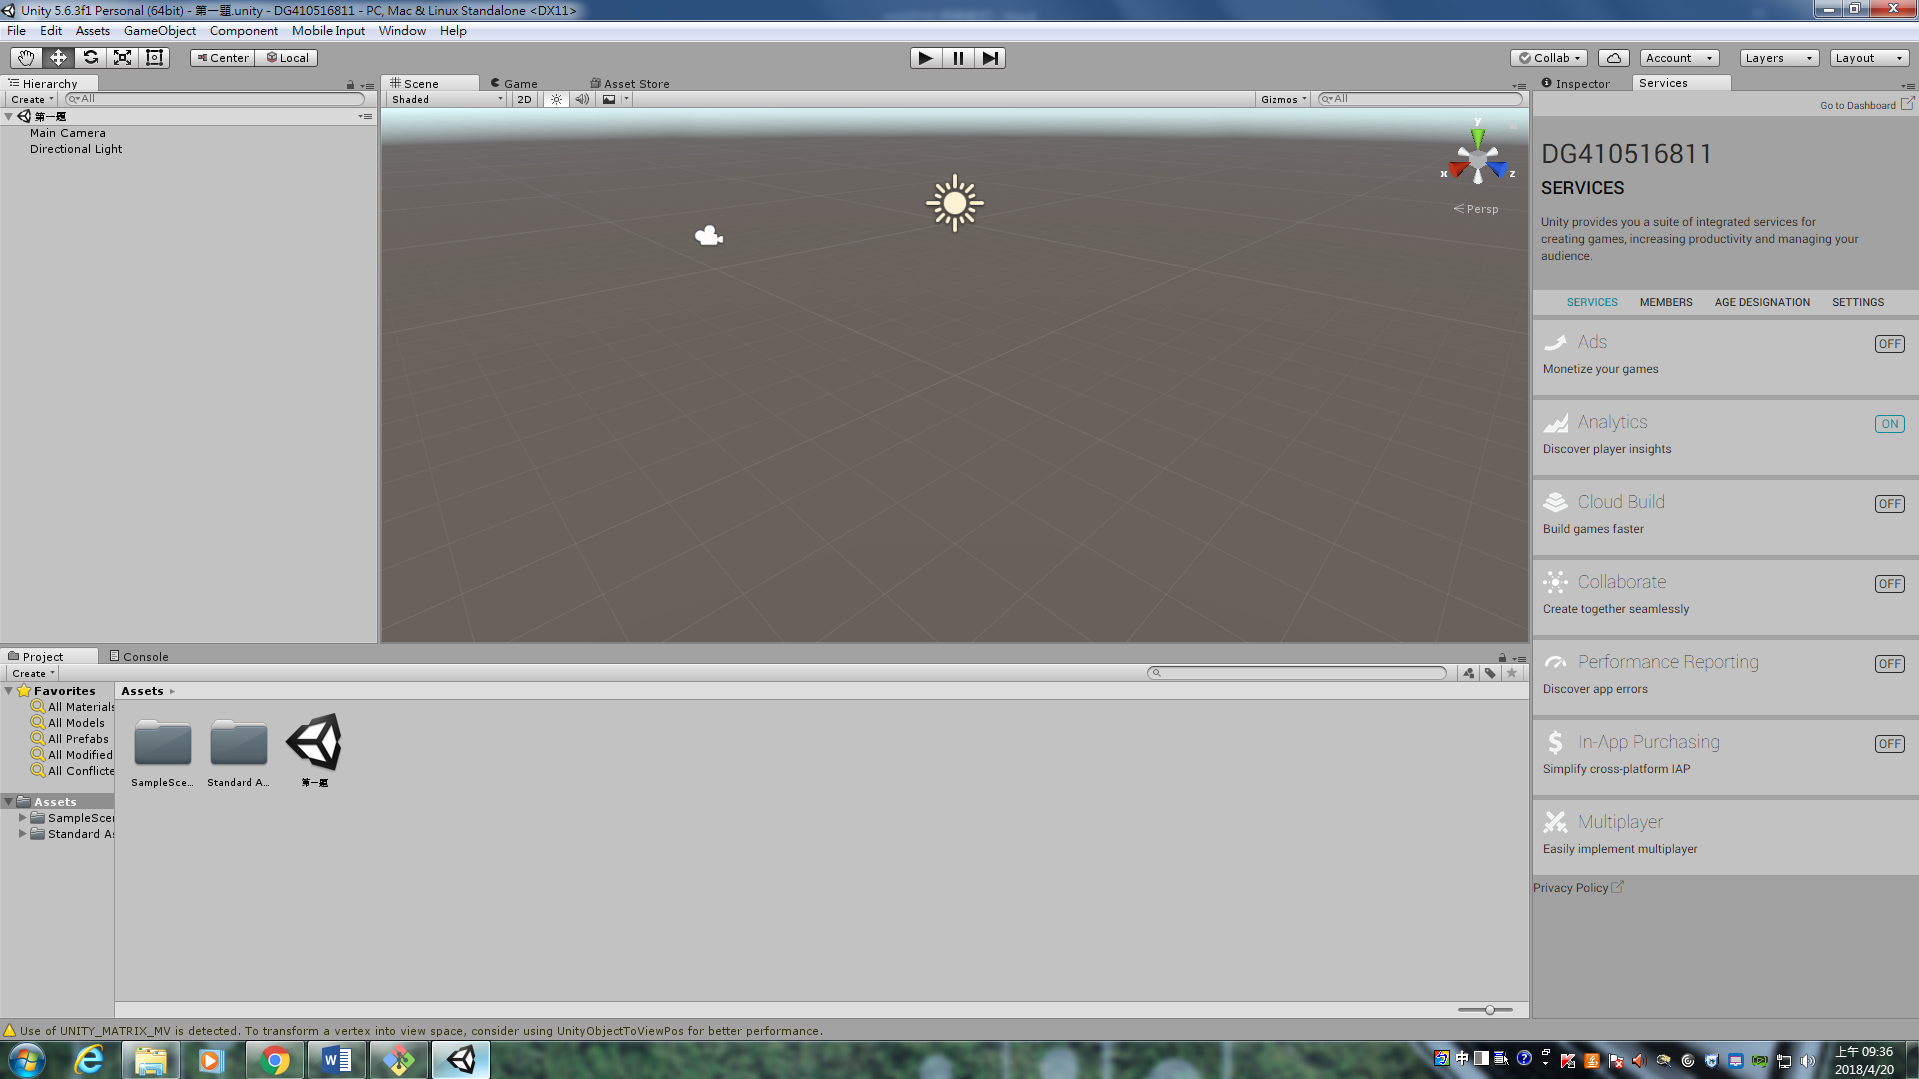 Unity 5.6.3f1 Personal (64bit) - 第一題.unity - DG410516811 - PC, Mac & Linux Standalone <DX11>
File Edit Assets GameObject Component Mobile Input Window Help
Center Local
Collab Account Layers Layout
Hierarchy
Create All
第一題
Main Camera
Directional Light
Scene Game Asset Store
Shaded 2D Gizmos All
y
x z
Persp
Inspector Services
Go to Dashboard
DG410516811
SERVICES
Unity provides you a suite of integrated services for
creating games, increasing productivity and managing your
audience.
SERVICES MEMBERS AGE DESIGNATION SETTINGS
Ads OFF
Monetize your games
Analytics ON
Discover player insights
Cloud Build OFF
Build games faster
Collaborate OFF
Create together seamlessly
Performance Reporting OFF
Discover app errors
In-App Purchasing OFF
Simplify cross-platform IAP
Multiplayer
Easily implement multiplayer
Privacy Policy
Project Console
Create
Favorites
All Materials
All Models
All Prefabs
All Modified
All Conflicte
Assets
SampleScen
Standard As
Assets
SampleSce... Standard A... 第一題
Use of UNITY_MATRIX_MV is detected. To transform a vertex into view space, consider using UnityObjectToViewPos for better performance.
中
上午 09:36
2018/4/20